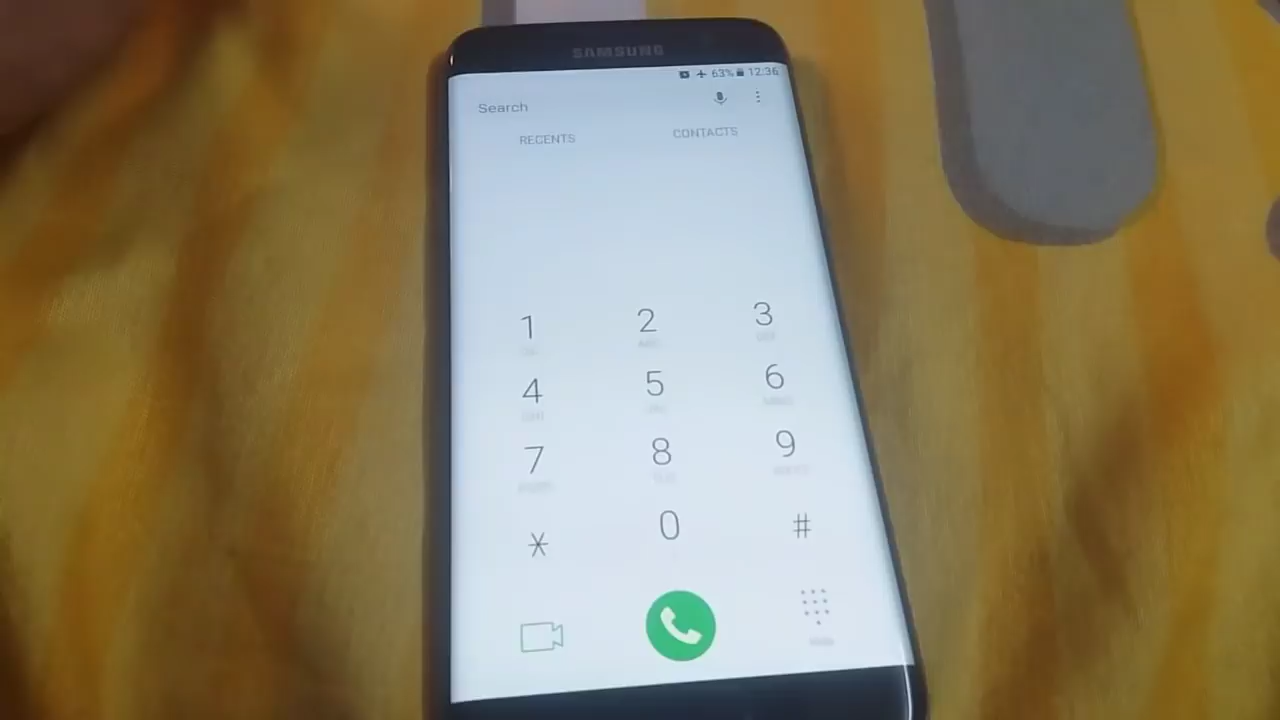 SAMSUNG
63% 12:36
Search
RECENTS CONTACTS
1 2 3
4 5 6
7 8 9
* 0 #